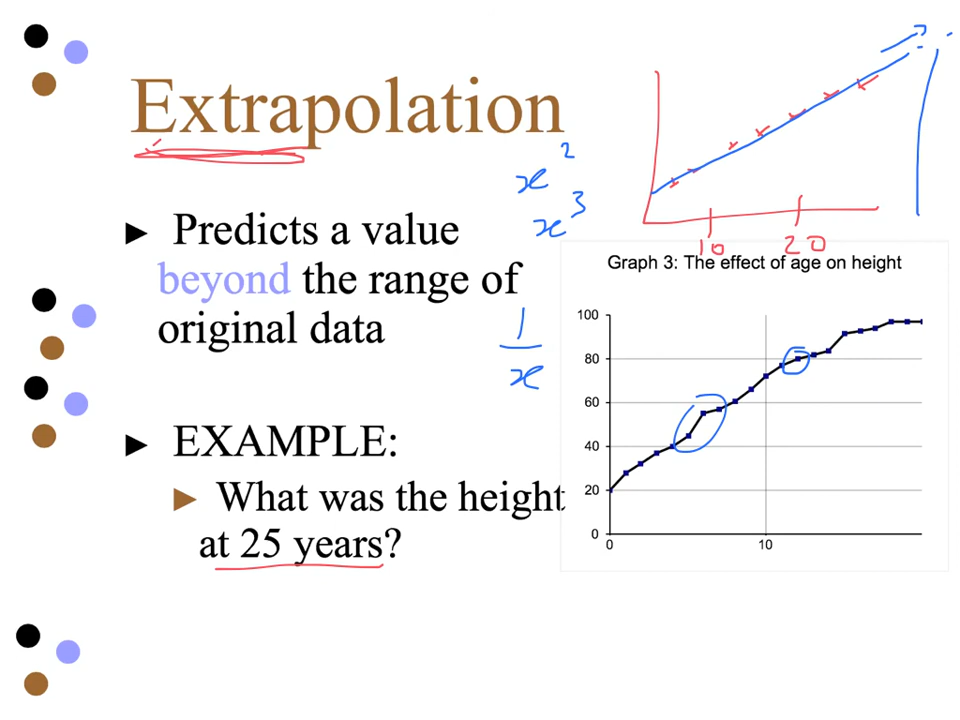 Extrapolation
► Predicts a value
beyond the range of
original data
► EXAMPLE:
► What was the height
at 25 years?
x²
x³
1
x
10 20
Graph 3: The effect of age on height
100
80
60
40
20
0
0 10